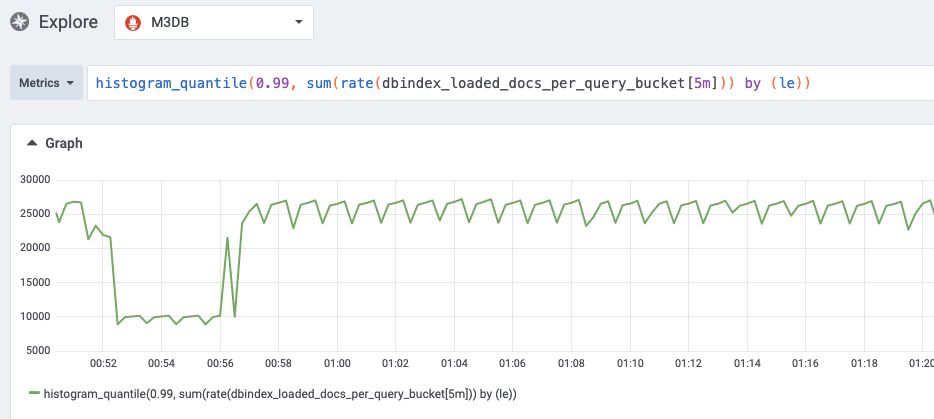 Explore M3DB
Metrics histogram_quantile(0.99, sum(rate(dbindex_loaded_docs_per_query_bucket[5m])) by (le))
Graph
30000
25000
20000
15000
10000
5000
00:52 00:54 00:56 00:58 01:00 01:02 01:04 01:06 01:08 01:10 01:12 01:14 01:16 01:18 01:20
histogram_quantile(0.99, sum(rate(dbindex_loaded_docs_per_query_bucket[5m])) by (le))